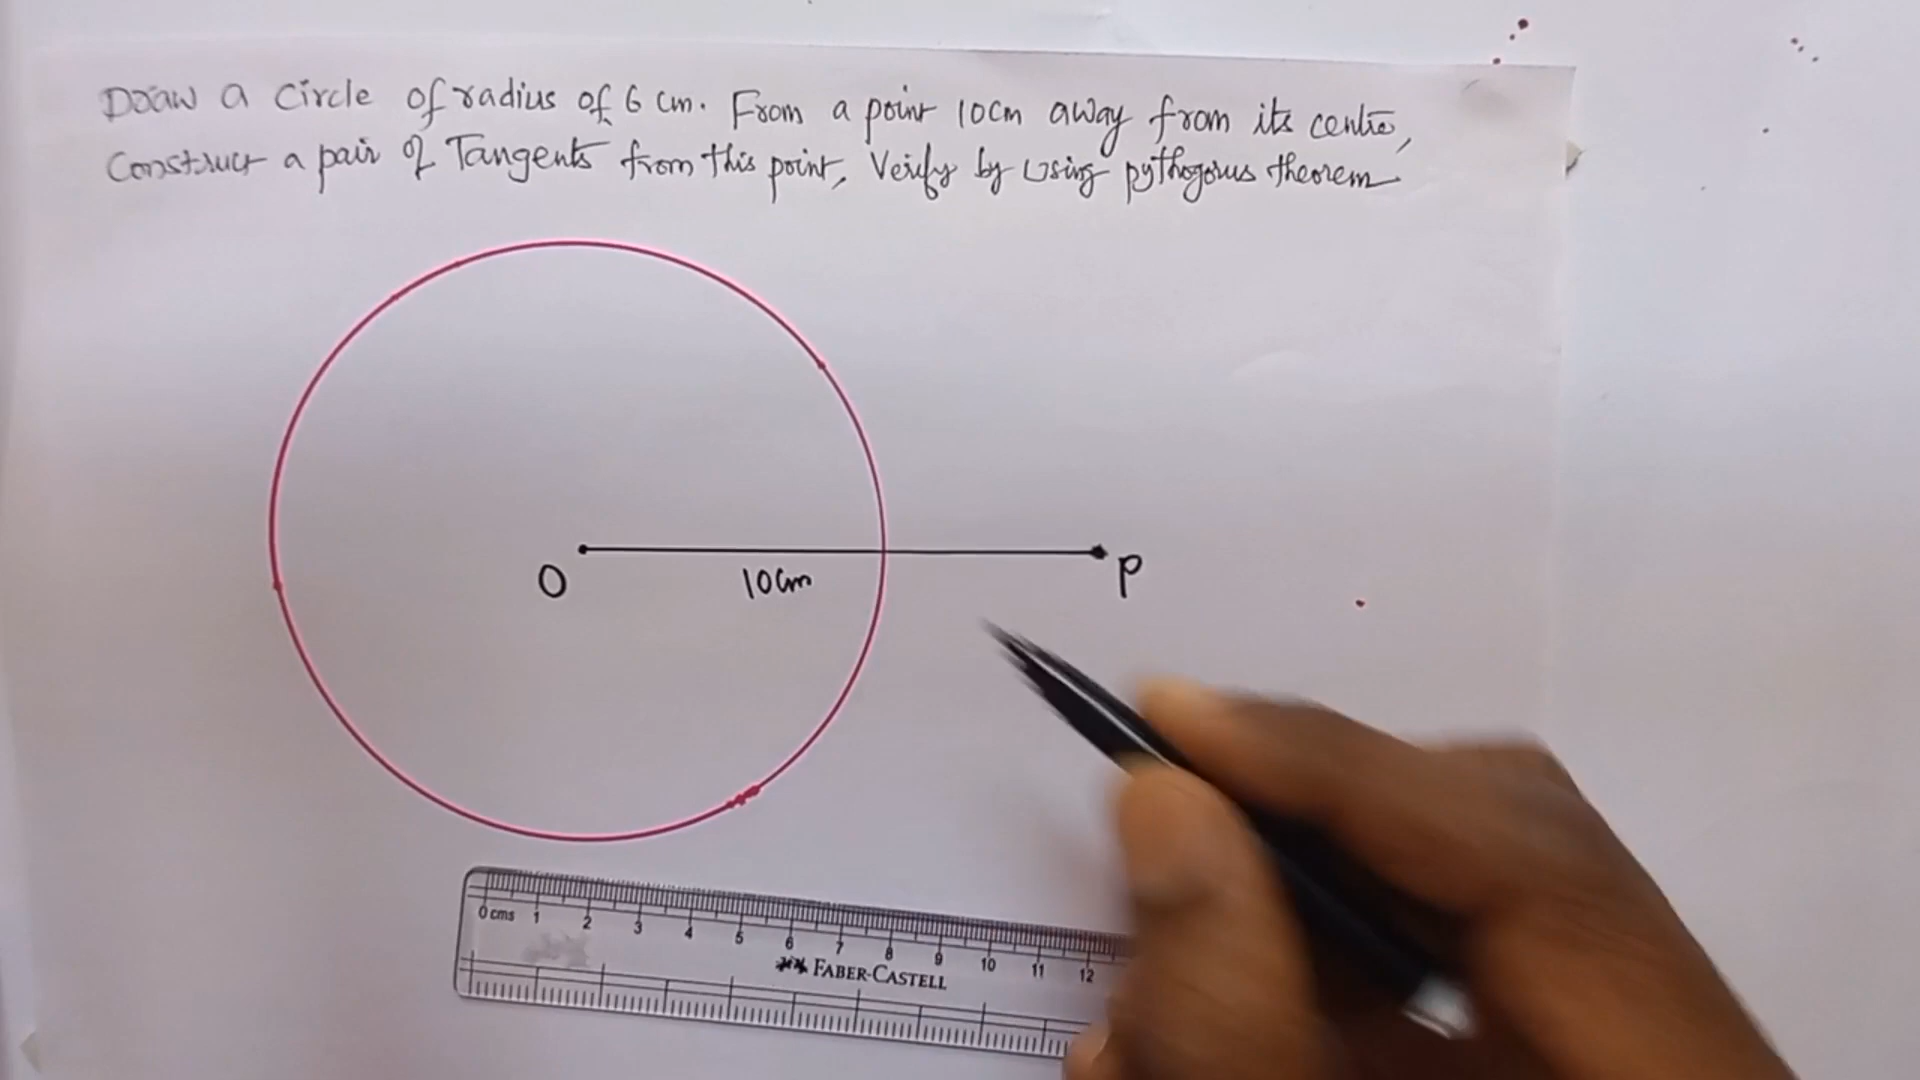 Draw a Circle of radius of 6 cm. From a point 10cm away from its centre,
Construct a pair of Tangents from this point, Verify by Using pythogorus theorem.
O
10cm
P
0 cms 1 2 3 4 5 6 7 8 9 10 11 12
FABER-CASTELL